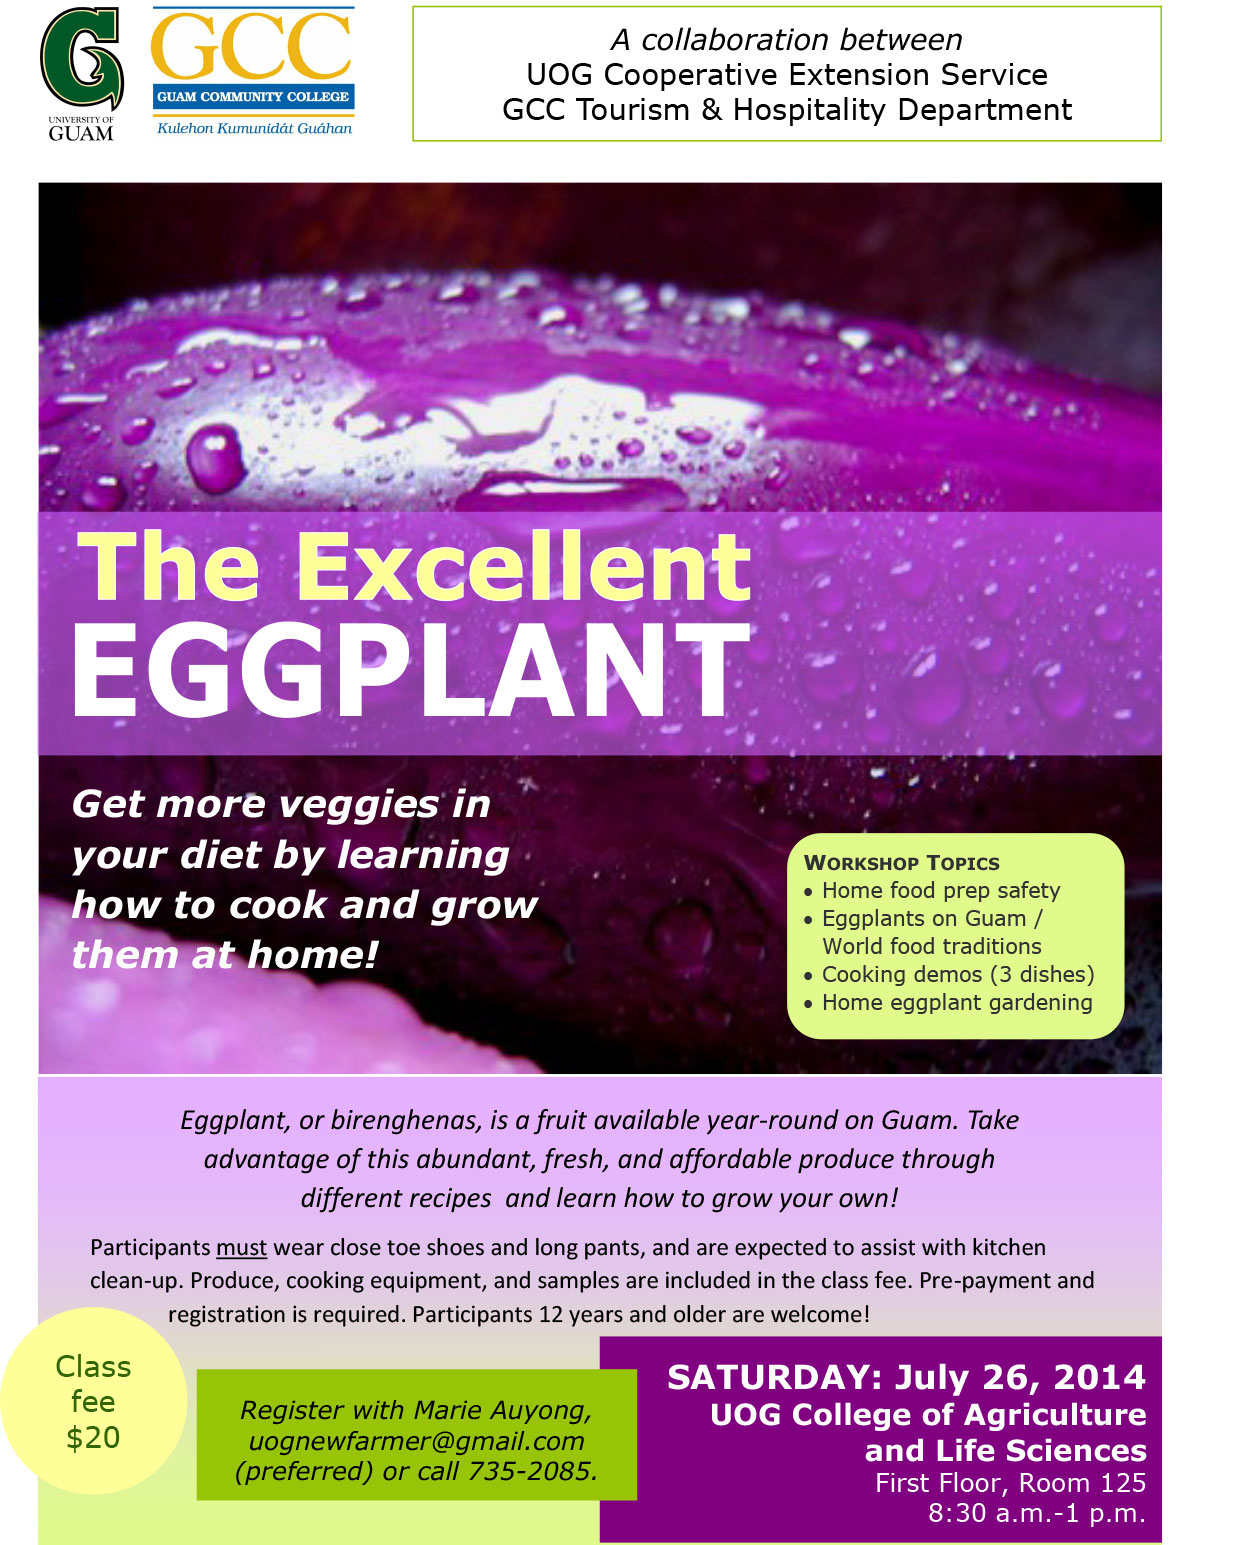 UNIVERSITY OF
GUAM
GCC
GUAM COMMUNITY COLLEGE
Kulehon Kumunidát Guåhan
A collaboration between
UOG Cooperative Extension Service
GCC Tourism & Hospitality Department
The Excellent
EGGPLANT
Get more veggies in
your diet by learning
how to cook and grow
them at home!
WORKSHOP TOPICS
• Home food prep safety
• Eggplants on Guam /
World food traditions
• Cooking demos (3 dishes)
• Home eggplant gardening
Eggplant, or birenghenas, is a fruit available year-round on Guam. Take
advantage of this abundant, fresh, and affordable produce through
different recipes  and learn how to grow your own!
Participants must wear close toe shoes and long pants, and are expected to assist with kitchen
clean-up. Produce, cooking equipment, and samples are included in the class fee. Pre-payment and
registration is required. Participants 12 years and older are welcome!
Class
fee
$20
Register with Marie Auyong,
uognewfarmer@gmail.com
(preferred) or call 735-2085.
SATURDAY: July 26, 2014
UOG College of Agriculture
and Life Sciences
First Floor, Room 125
8:30 a.m.-1 p.m.